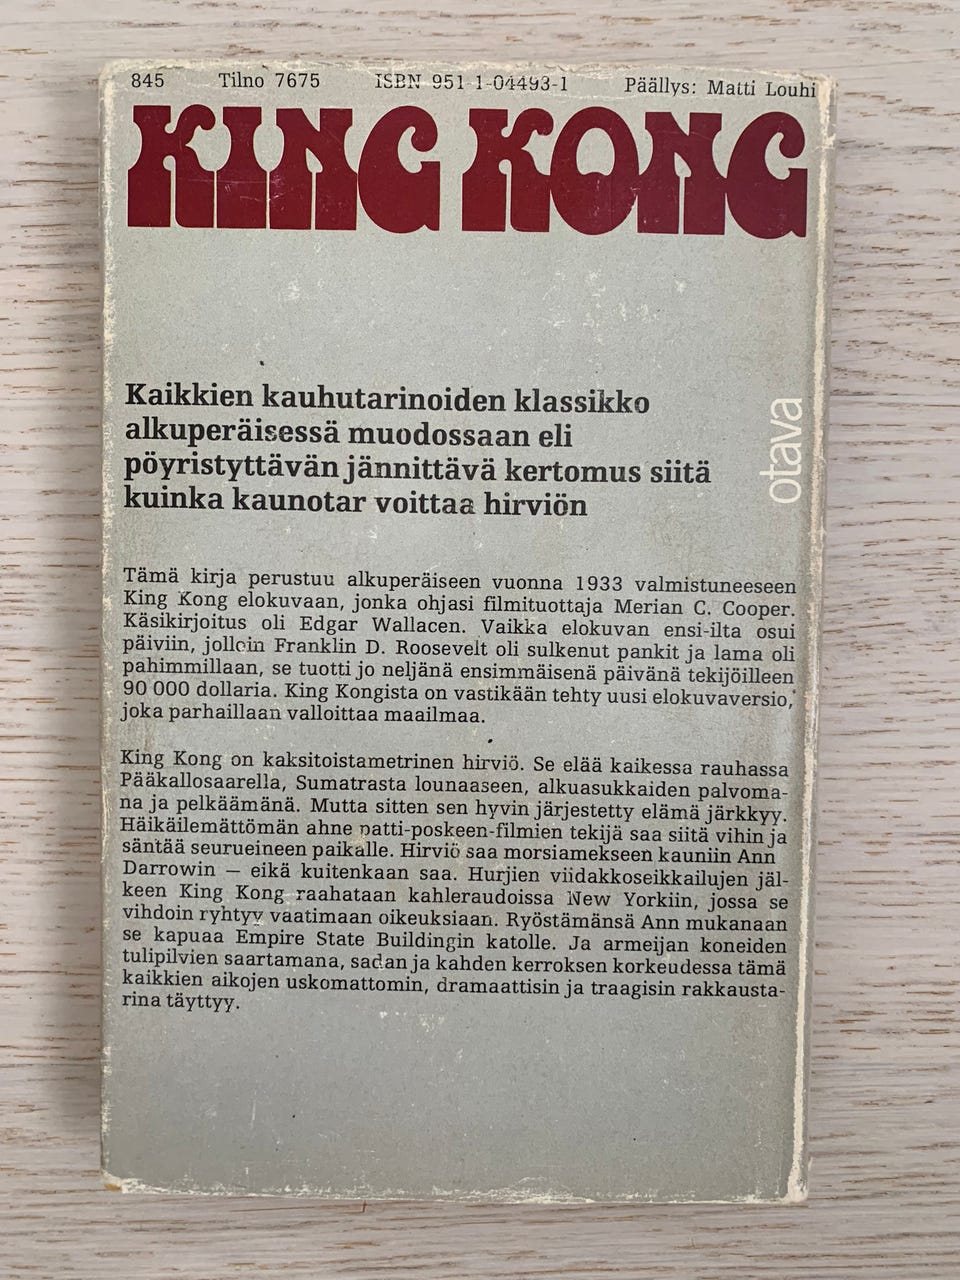 845 Tilno 7675 ISBN 951-1-04493-1 Päällys: Matti Louhi
KING KONG
Kaikkien kauhutarinoiden klassikko
alkuperäisessä muodossaan eli
pöyristyttävän jännittävä kertomus siitä
kuinka kaunotar voittaa hirviön
otava
Tämä kirja perustuu alkuperäiseen vuonna 1933 valmistuneeseen
King Kong elokuvaan, jonka ohjasi filmituottaja Merian C. Cooper.
Käsikirjoitus oli Edgar Wallacen. Vaikka elokuvan ensi-ilta osui
päiviin, jolloin Franklin D. Roosevelt oli sulkenut pankit ja lama oli
pahimmillaan, se tuotti jo neljänä ensimmäisenä päivänä tekijöilleen
90 000 dollaria. King Kongista on vastikään tehty uusi elokuvaversio,
joka parhaillaan valloittaa maailmaa.
King Kong on kaksitoistametrinen hirviö. Se elää kaikessa rauhassa
Pääkallosaarella, Sumatrasta lounaaseen, alkuasukkaiden palvoma-
na ja pelkäämänä. Mutta sitten sen hyvin järjestetty elämä järkkyy.
Häikäilemättömän ahne patti-poskeen-filmien tekijä saa siitä vihin ja
säntää seurueineen paikalle. Hirviö saa morsiamekseen kauniin Ann
Darrowin — eikä kuitenkaan saa. Hurjien viidakkoseikkailujen jäl-
keen King Kong raahataan kahleraudoissa New Yorkiin, jossa se
vihdoin ryhtyy vaatimaan oikeuksiaan. Ryöstämänsä Ann mukanaan
se kapuaa Empire State Buildingin katolle. Ja armeijan koneiden
tulipilvien saartamana, sadan ja kahden kerroksen korkeudessa tämä
kaikkien aikojen uskomattomin, dramaattisin ja traagisin rakkausta-
rina täyttyy.